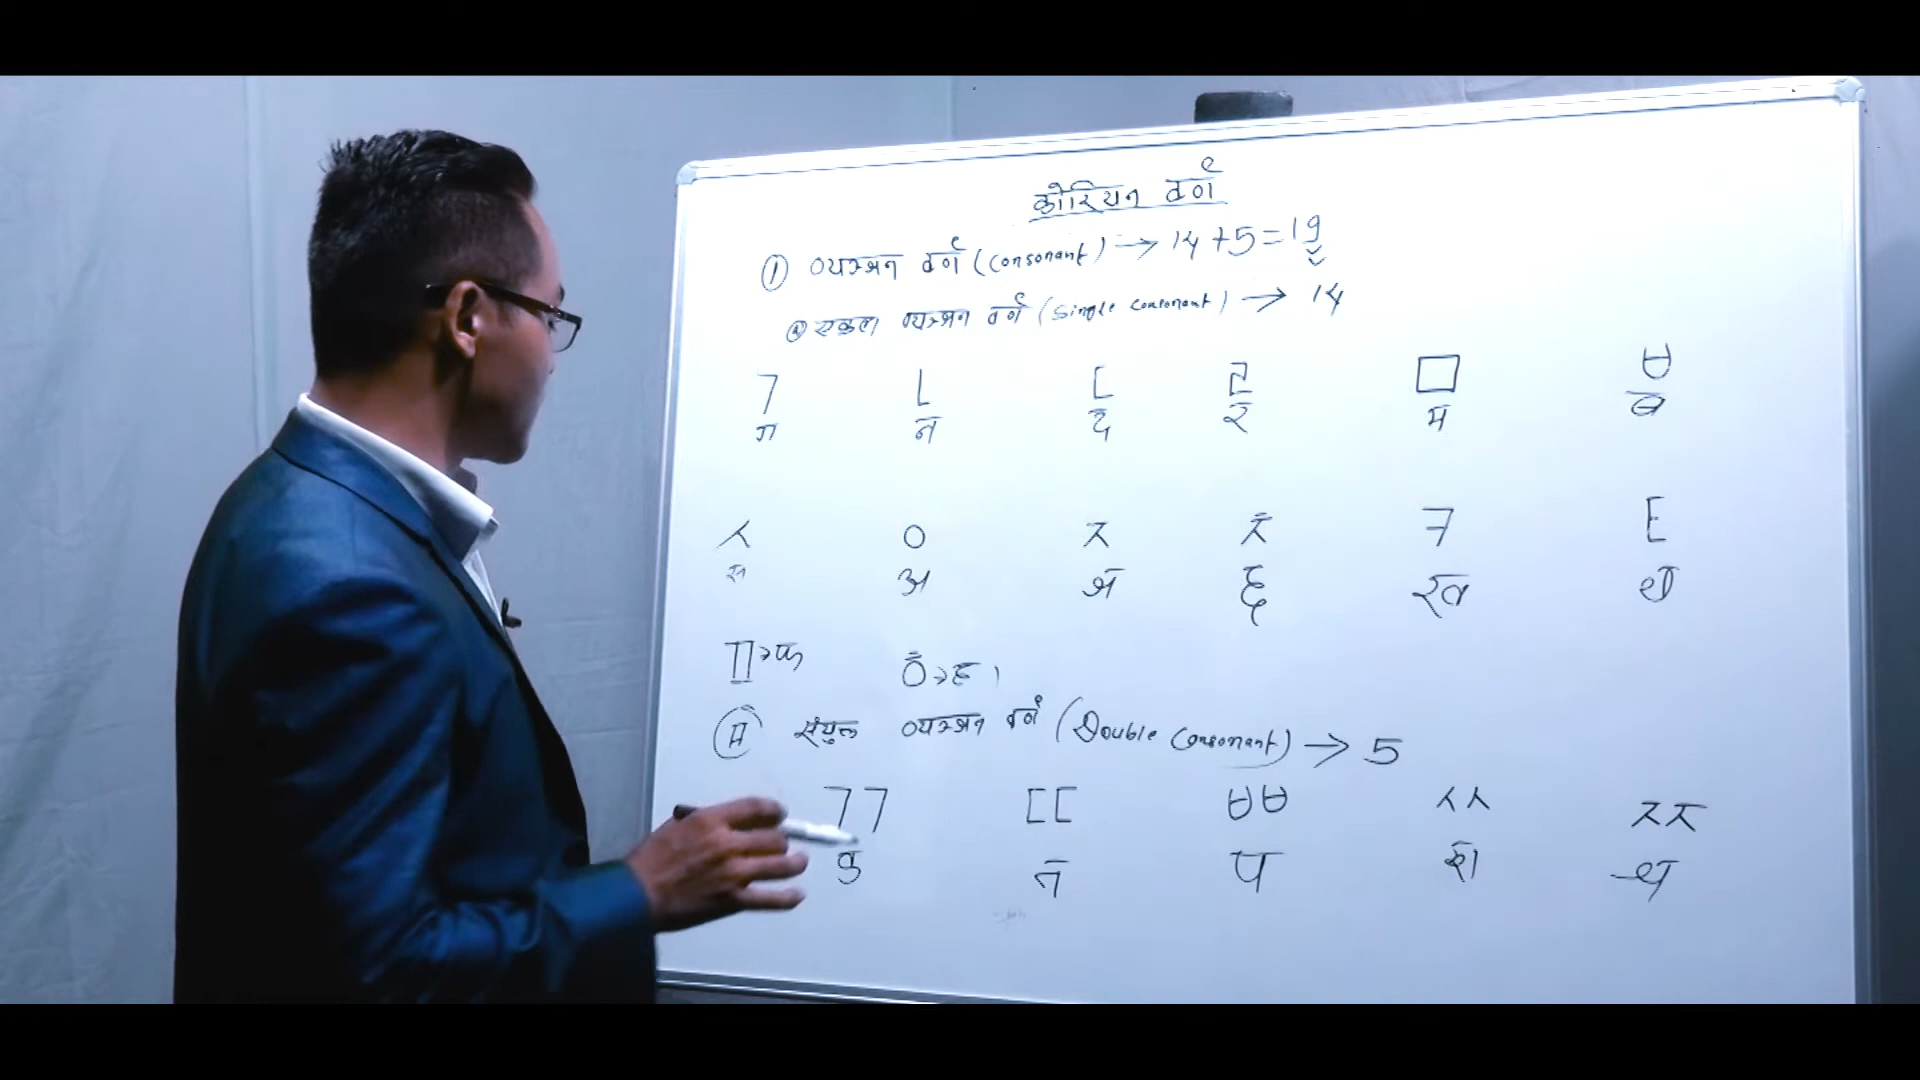 कोरियन वर्ण
① व्यञ्जन वर्ण (consonant) → 14 + 5 = 19
ⓐ एकल व्यञ्जन वर्ण (Single consonant) → 14
ㄱ ㄴ ㄷ ㄹ ㅁ ㅂ
ग न द र म ब
ㅅ ㅇ ㅈ ㅊ ㅋ ㅌ
स अ ज छ ख थ
ㅍ→फ ㅎ→ह ।
Ⅱ संयुक्त व्यञ्जन वर्ण (Double Consonant) → 5
ㄲ ㄸ ㅃ ㅆ ㅉ
क त प